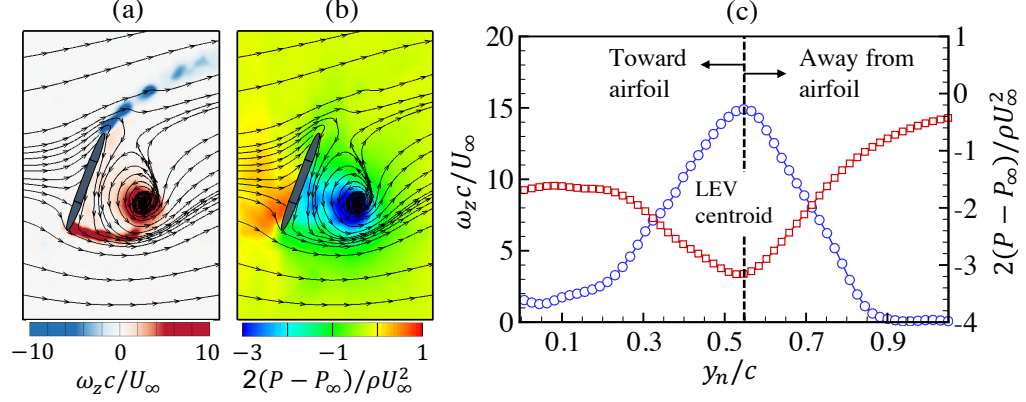 (a)
(b)
(c)
−10
0
10
ω_z c/U_∞
−3
−1
1
2(P − P_∞)/ρU_∞^2
Toward
airfoil
Away from
airfoil
LEV
centroid
20
15
10
5
0
ω_z c/U_∞
1
0
−1
−2
−3
−4
2(P − P_∞)/ρU_∞^2
0.1
0.3
0.5
0.7
0.9
y_n/c